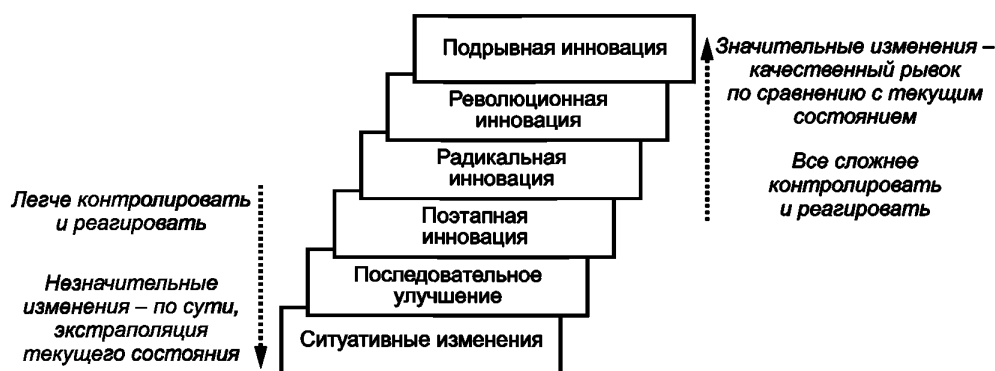 Подрывная инновация
Революционная
инновация
Радикальная
инновация
Поэтапная
инновация
Последовательное
улучшение
Ситуативные изменения
Легче контролировать
и реагировать
Незначительные
изменения – по сути,
экстраполяция
текущего состояния
Значительные изменения –
качественный рывок
по сравнению с текущим
состоянием
Все сложнее
контролировать
и реагировать